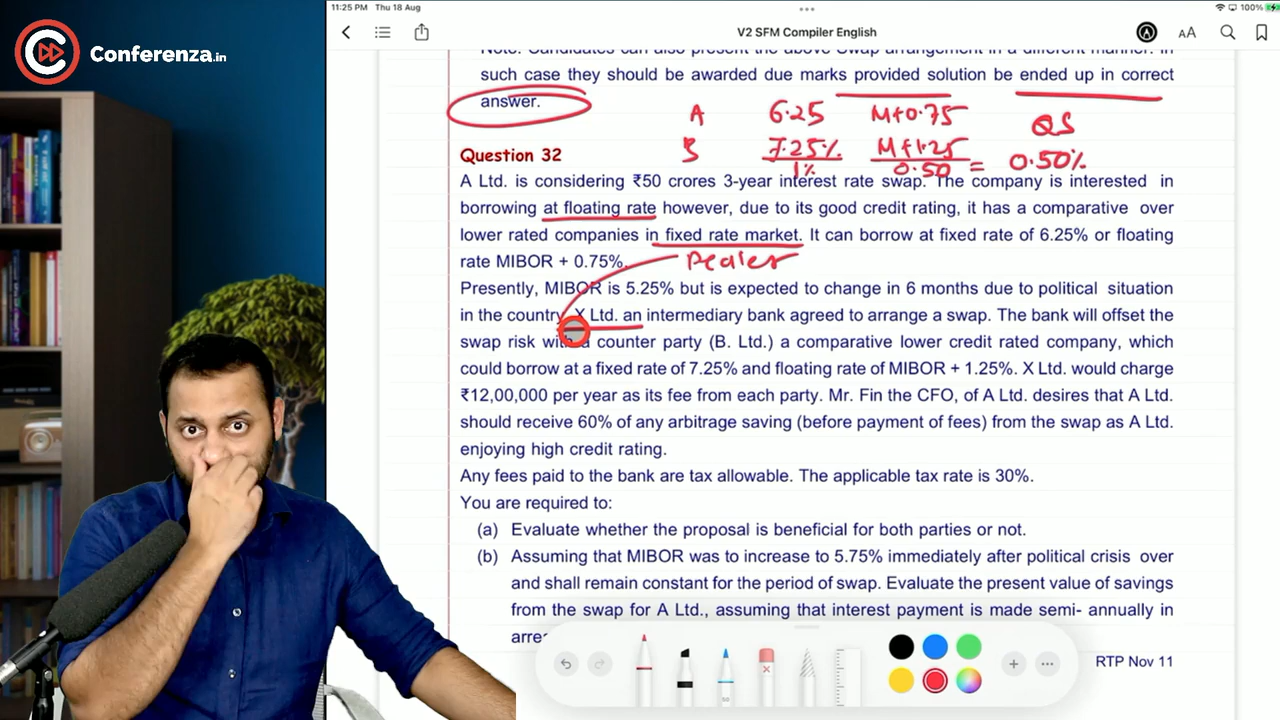 11:25 PM Thu 18 Aug
100%
Conferenza.in
V2 SFM Compiler English
AA
Note: Candidates can also present the above Swap arrangement in a different manner. In
such case they should be awarded due marks provided solution be ended up in correct
answer.
A 6.25 M+0.75 QS
B 7.25% M+1.25
1% 0.50 = 0.50%
Question 32
A Ltd. is considering ₹50 crores 3-year interest rate swap. The company is interested in
borrowing at floating rate however, due to its good credit rating, it has a comparative over
lower rated companies in fixed rate market. It can borrow at fixed rate of 6.25% or floating
rate MIBOR + 0.75%.
Dealer
Presently, MIBOR is 5.25% but is expected to change in 6 months due to political situation
in the country. X Ltd. an intermediary bank agreed to arrange a swap. The bank will offset the
swap risk with a counter party (B. Ltd.) a comparative lower credit rated company, which
could borrow at a fixed rate of 7.25% and floating rate of MIBOR + 1.25%. X Ltd. would charge
₹12,00,000 per year as its fee from each party. Mr. Fin the CFO, of A Ltd. desires that A Ltd.
should receive 60% of any arbitrage saving (before payment of fees) from the swap as A Ltd.
enjoying high credit rating.
Any fees paid to the bank are tax allowable. The applicable tax rate is 30%.
You are required to:
(a) Evaluate whether the proposal is beneficial for both parties or not.
(b) Assuming that MIBOR was to increase to 5.75% immediately after political crisis over
and shall remain constant for the period of swap. Evaluate the present value of savings
from the swap for A Ltd., assuming that interest payment is made semi- annually in
RTP Nov 11